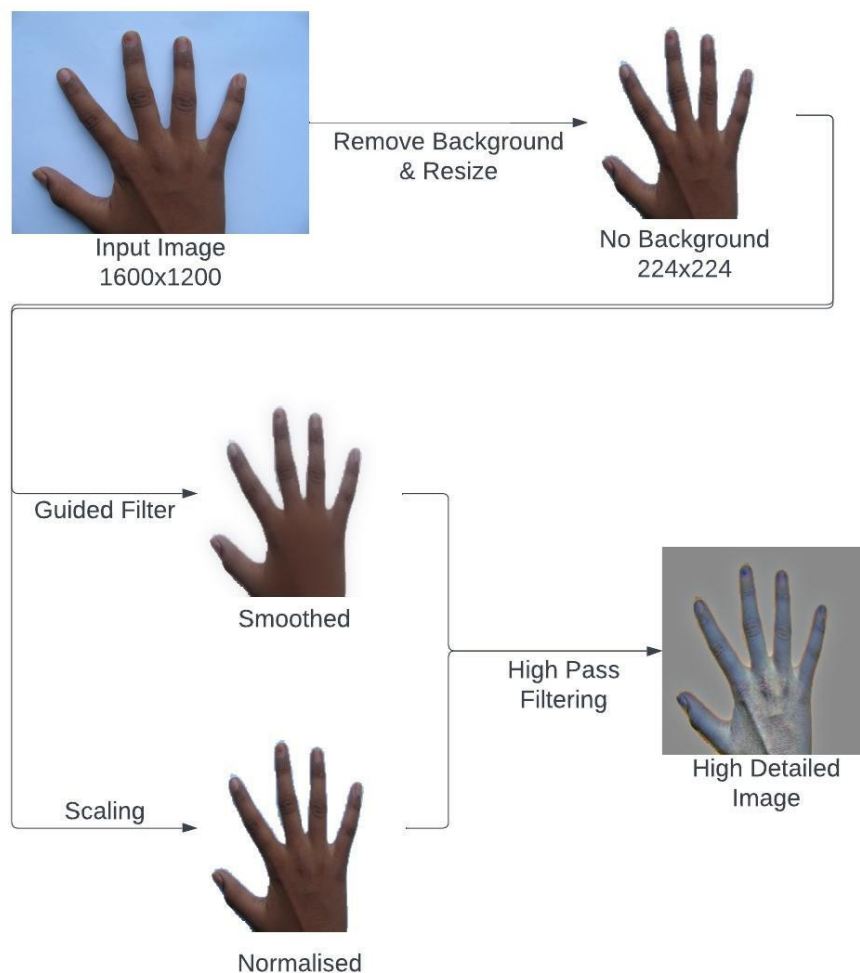 Remove Background
& Resize
Input Image
1600x1200
No Background
224x224
Guided Filter
Smoothed
High Pass
Filtering
High Detailed
Image
Scaling
Normalised